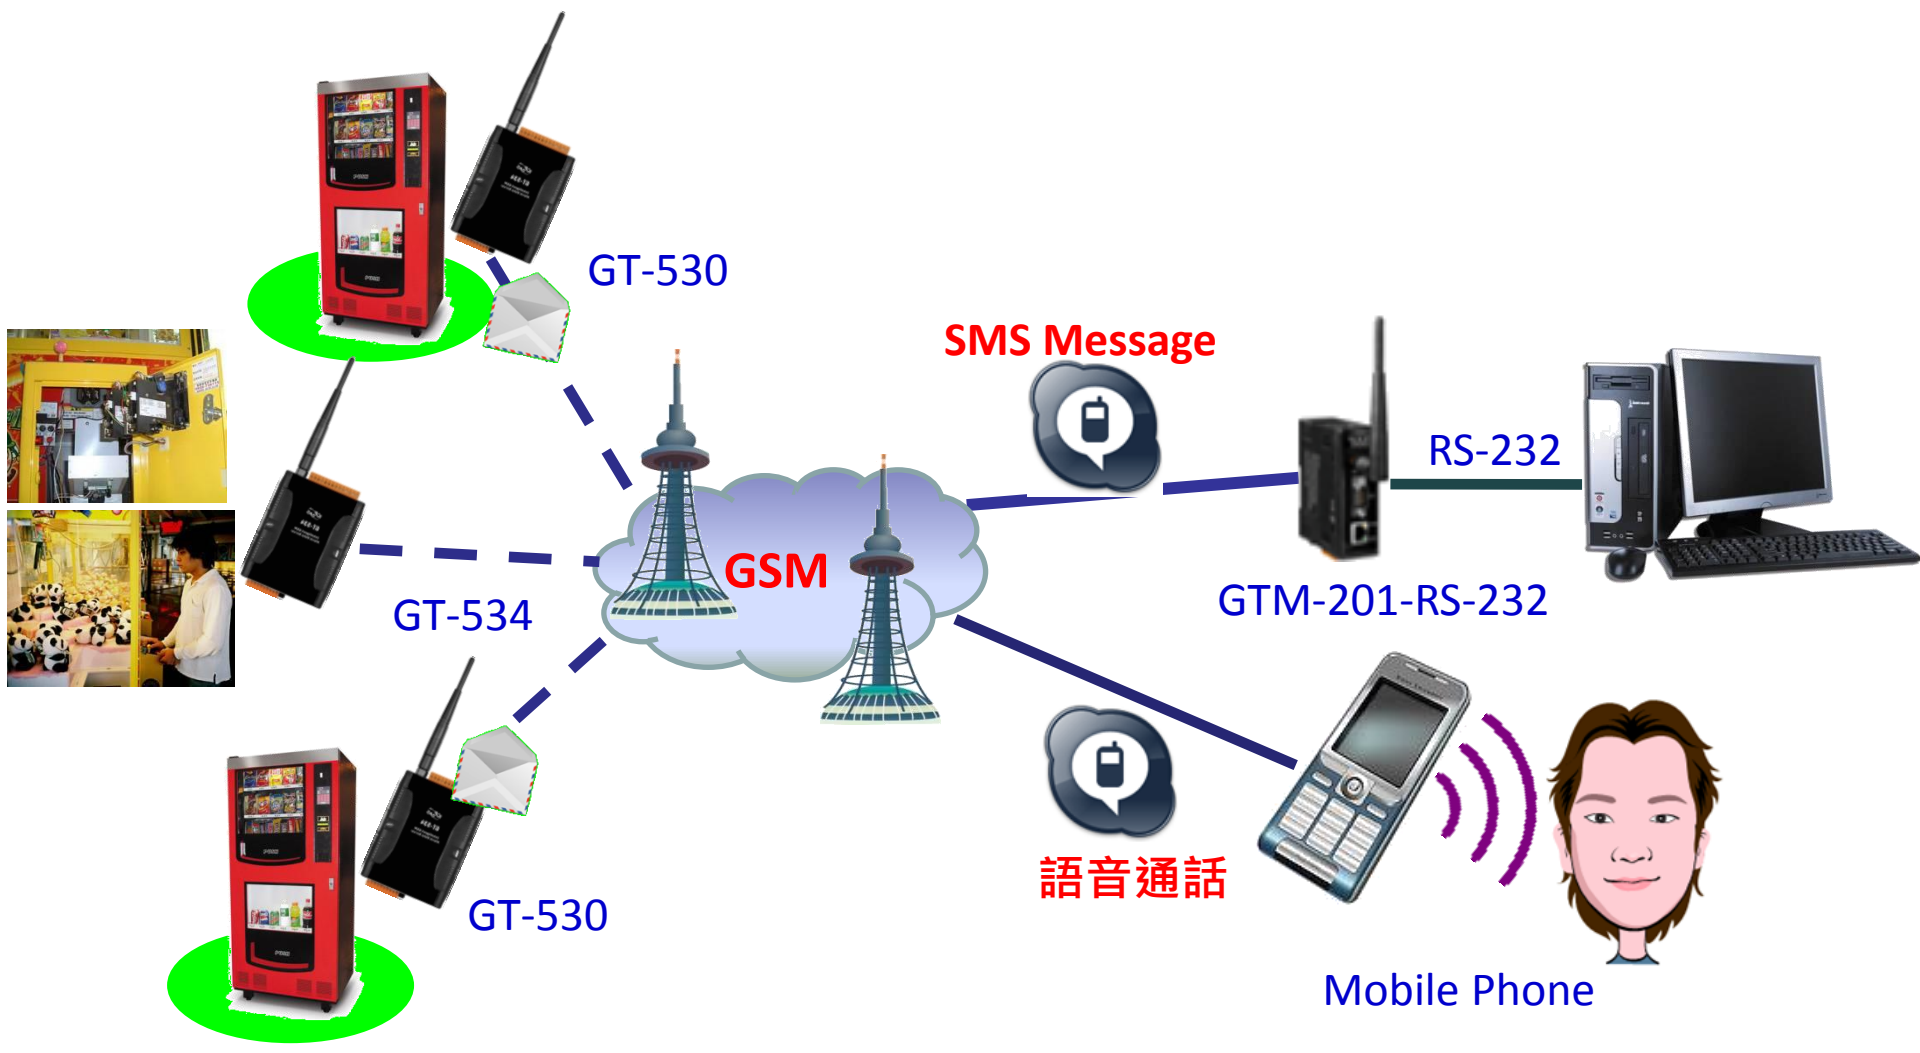 GT-530
SMS Message
RS-232
GSM
GT-534
GTM-201-RS-232
語音通話
GT-530
Mobile Phone